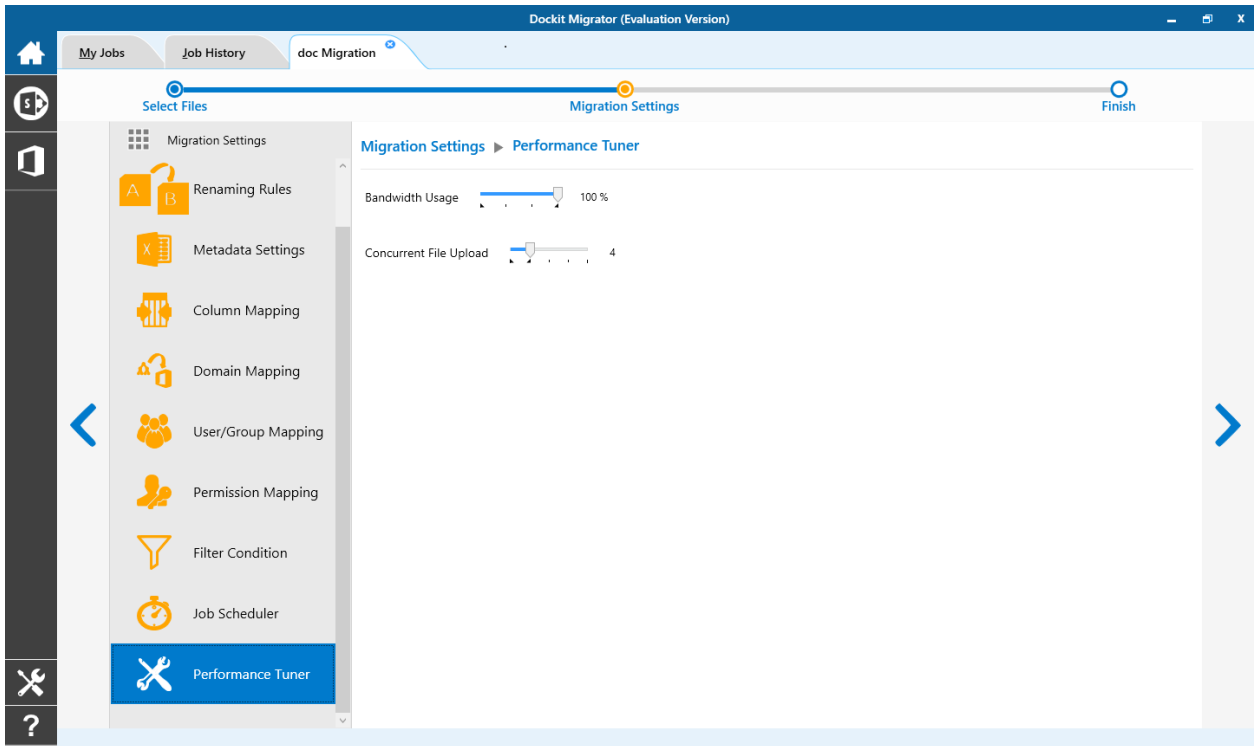 Dockit Migrator (Evaluation Version)
X
My Jobs
Job History
doc Migration
Select Files
Migration Settings
Finish
S
Migration Settings
Migration Settings ▶ Performance Tuner
A
B
Renaming Rules
Bandwidth Usage 100 %
X
Metadata Settings
Concurrent File Upload 4
Column Mapping
Domain Mapping
User/Group Mapping
Permission Mapping
Filter Condition
Job Scheduler
Performance Tuner
?